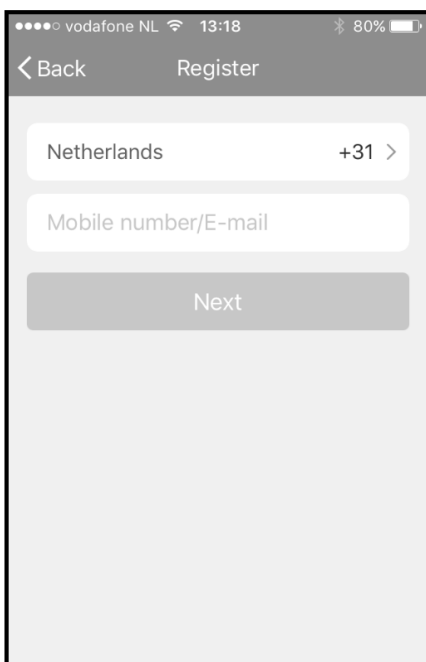 vodafone NL 13:18 80%
Back Register
Netherlands +31
Mobile number/E-mail
Next